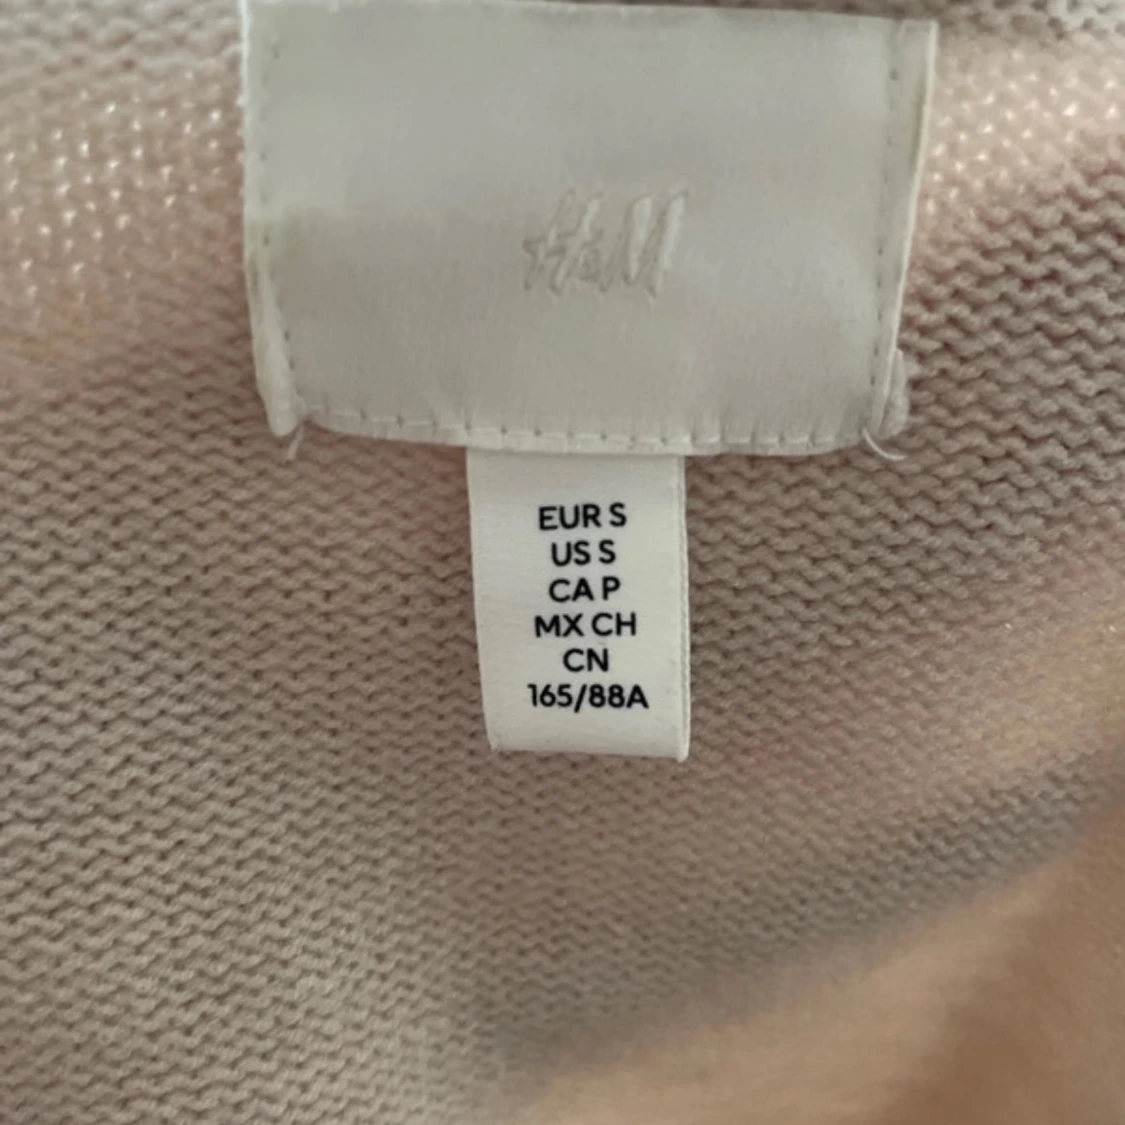 H&M
EUR S
US S
CA P
MX CH
CN
165/88A